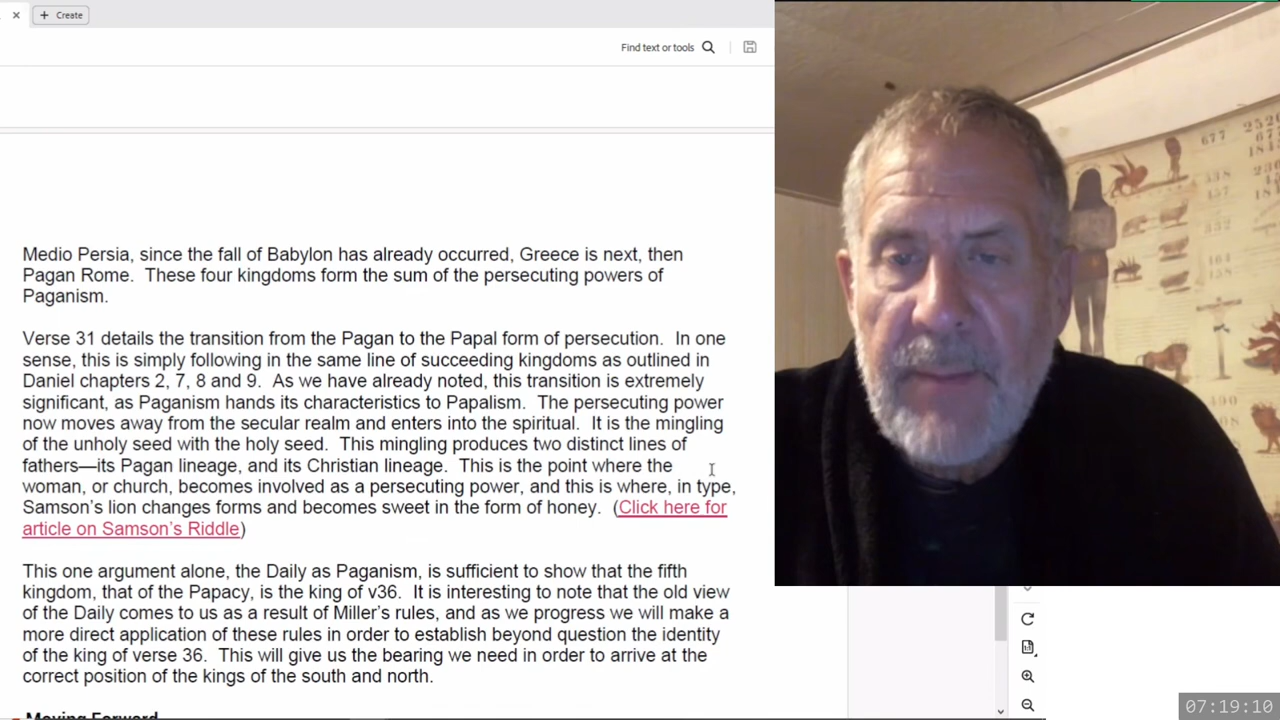 Create
Find text or tools
Medio Persia, since the fall of Babylon has already occurred, Greece is next, then
Pagan Rome.  These four kingdoms form the sum of the persecuting powers of
Paganism.
Verse 31 details the transition from the Pagan to the Papal form of persecution.  In one
sense, this is simply following in the same line of succeeding kingdoms as outlined in
Daniel chapters 2, 7, 8 and 9.  As we have already noted, this transition is extremely
significant, as Paganism hands its characteristics to Papalism.  The persecuting power
now moves away from the secular realm and enters into the spiritual.  It is the mingling
of the unholy seed with the holy seed.  This mingling produces two distinct lines of
fathers—its Pagan lineage, and its Christian lineage.  This is the point where the
woman, or church, becomes involved as a persecuting power, and this is where, in type,
Samson's lion changes forms and becomes sweet in the form of honey.  (Click here for
article on Samson's Riddle)
This one argument alone, the Daily as Paganism, is sufficient to show that the fifth
kingdom, that of the Papacy, is the king of v36.  It is interesting to note that the old view
of the Daily comes to us as a result of Miller's rules, and as we progress we will make a
more direct application of these rules in order to establish beyond question the identity
of the king of verse 36.  This will give us the bearing we need in order to arrive at the
correct position of the kings of the south and north.
Moving Forward
677
538
457
07:19:10